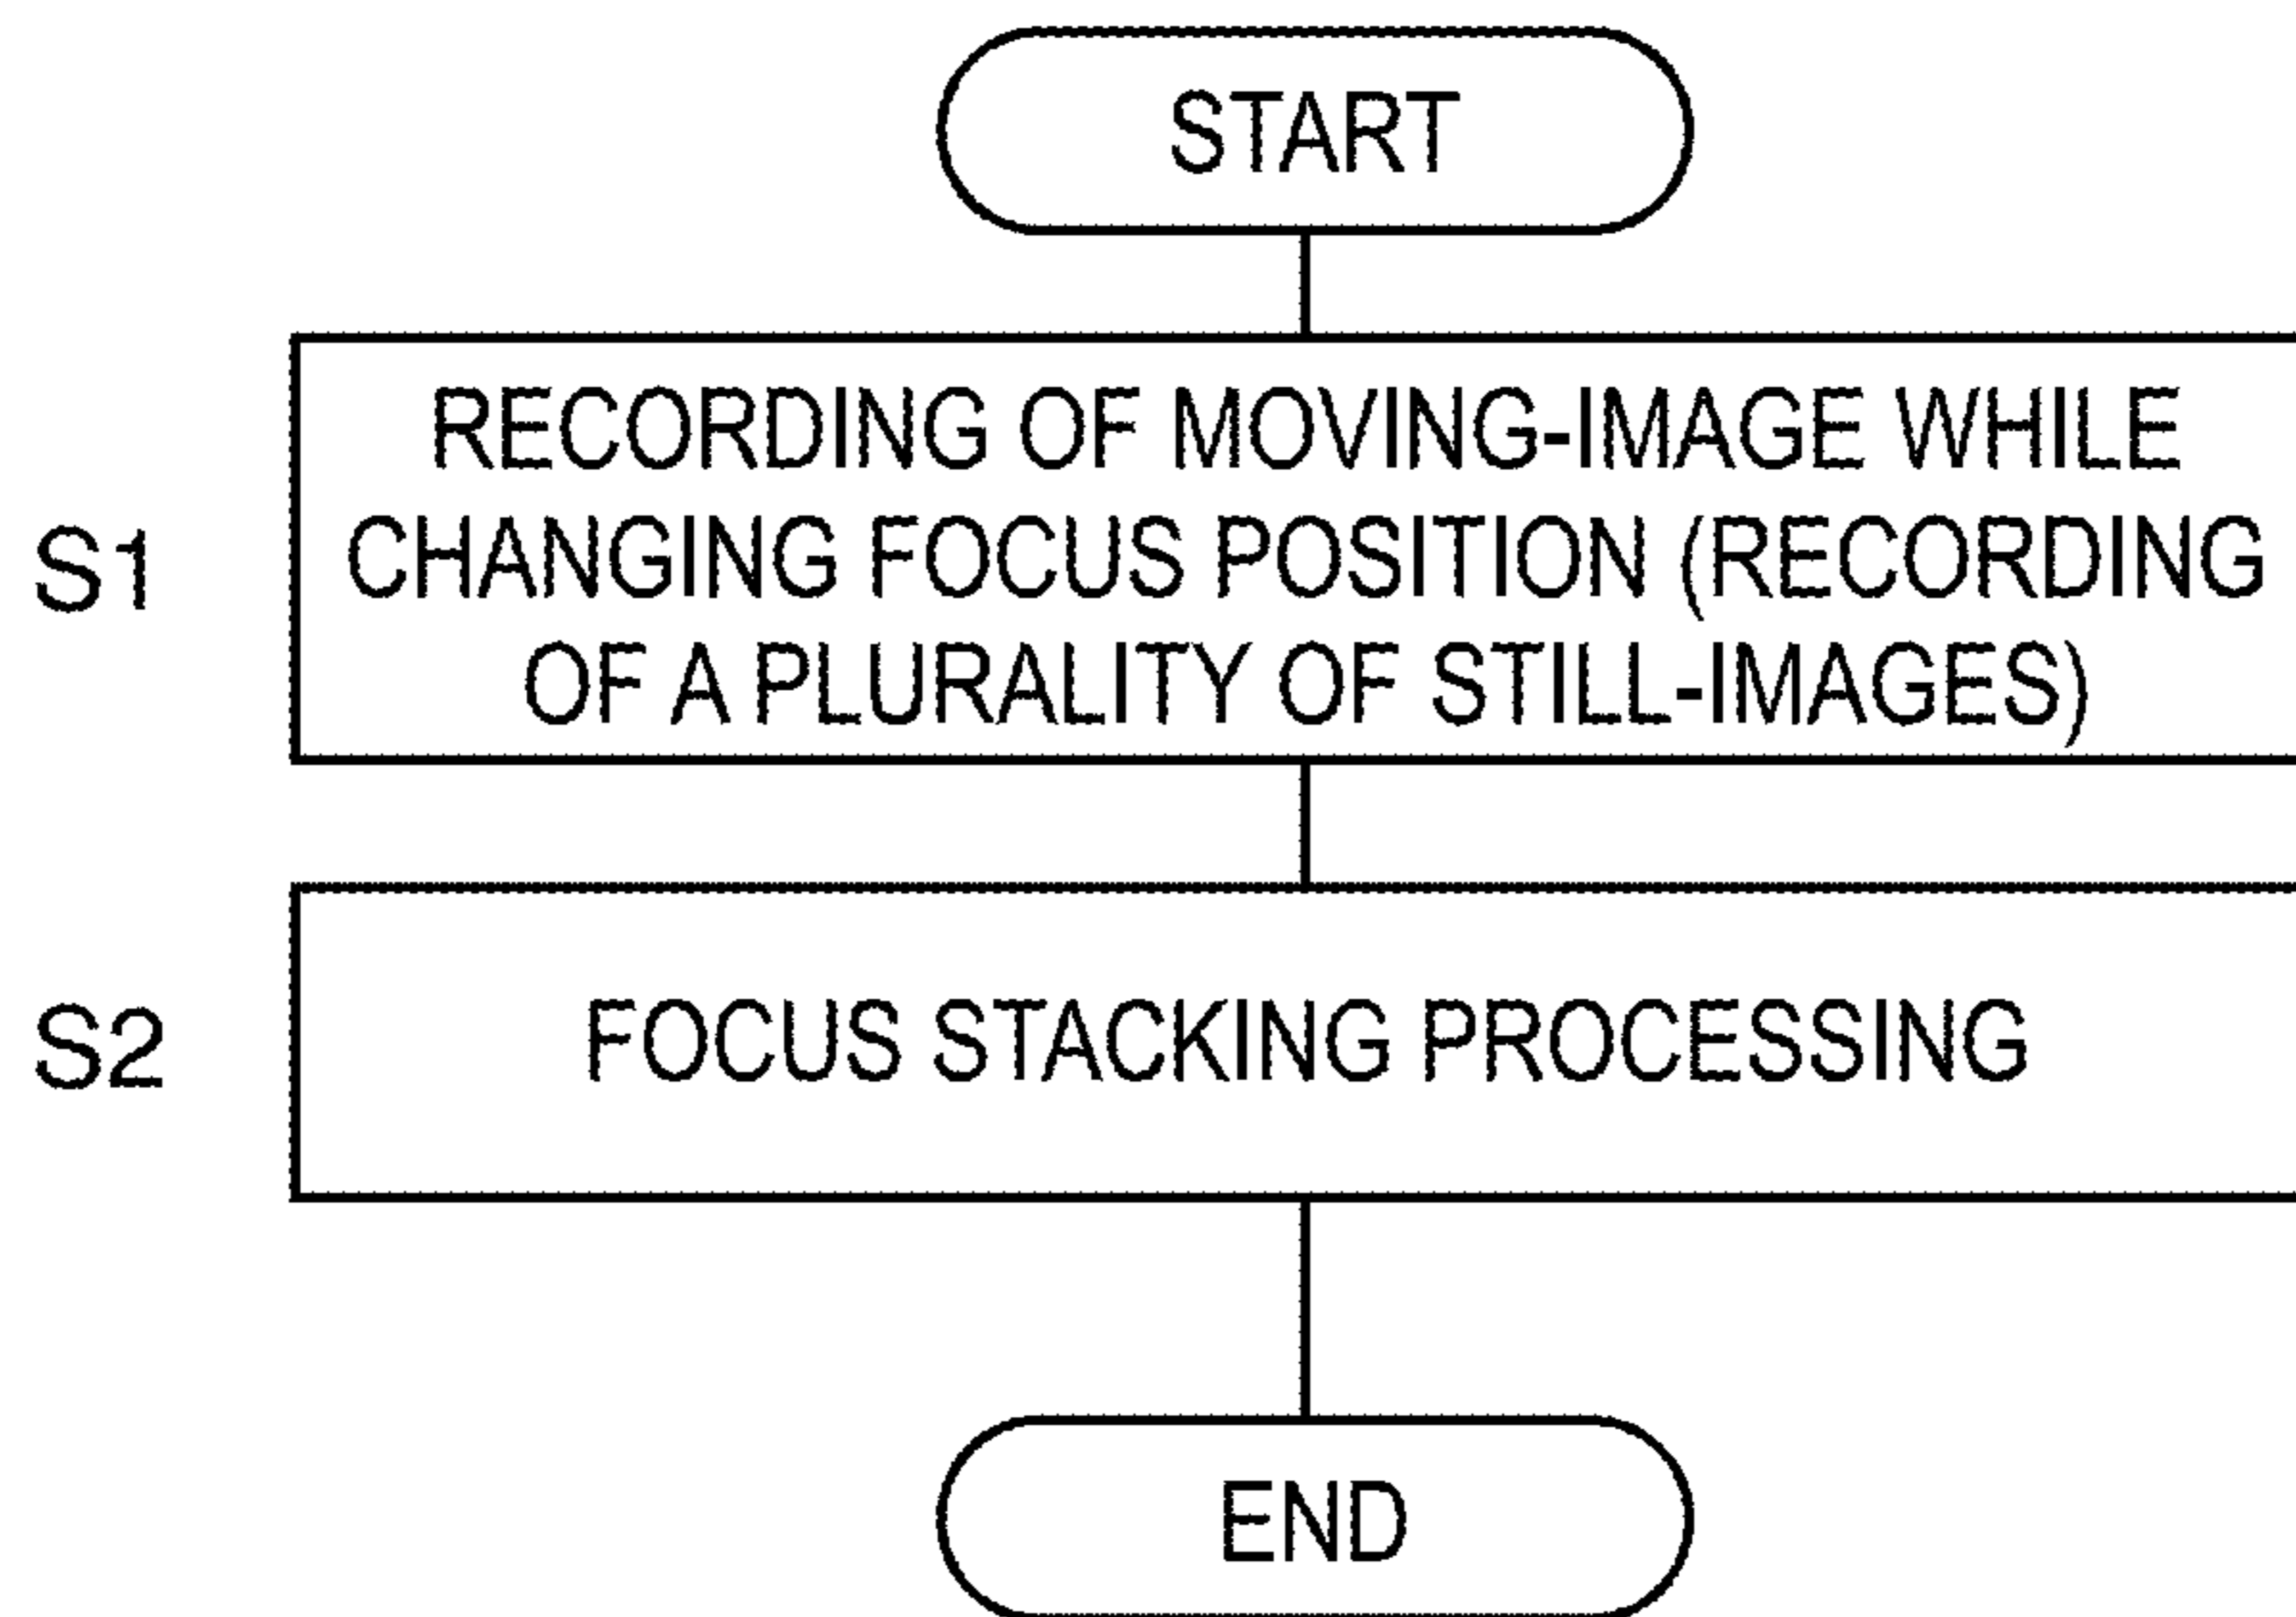 START
S1
RECORDING OF MOVING-IMAGE WHILE
CHANGING FOCUS POSITION (RECORDING
OF A PLURALITY OF STILL-IMAGES)
S2
FOCUS STACKING PROCESSING
END